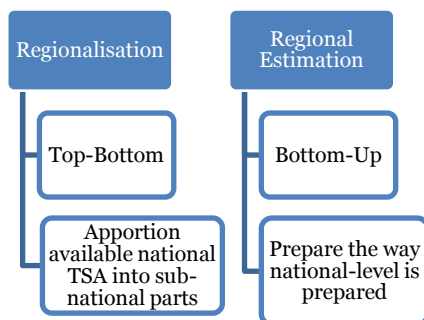 Regionalisation
Top-Bottom
Apportion
available national
TSA into sub-
national parts
Regional
Estimation
Bottom-Up
Prepare the way
national-level is
prepared